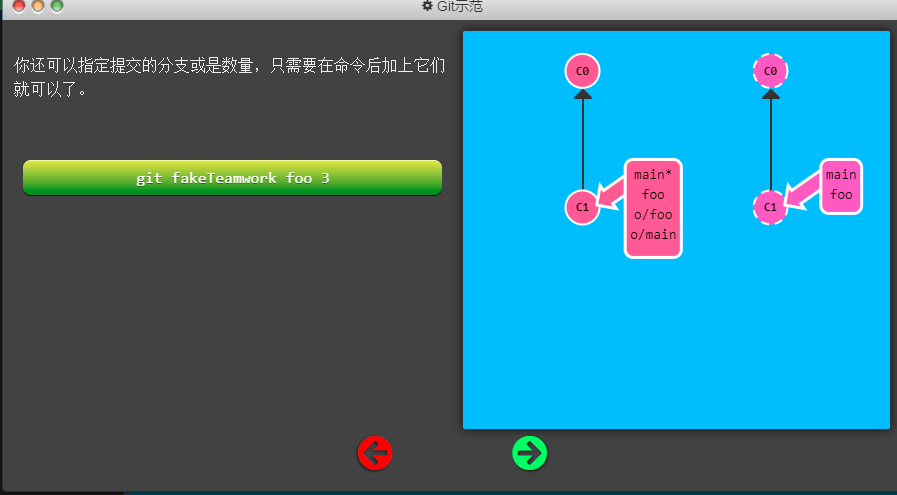 Git示范
你还可以指定提交的分支或是数量，只需要在命令后加上它们
就可以了。
git fakeTeamwork foo 3
C0
C0
C1
main*
foo
o/foo
o/main
C1
main
foo